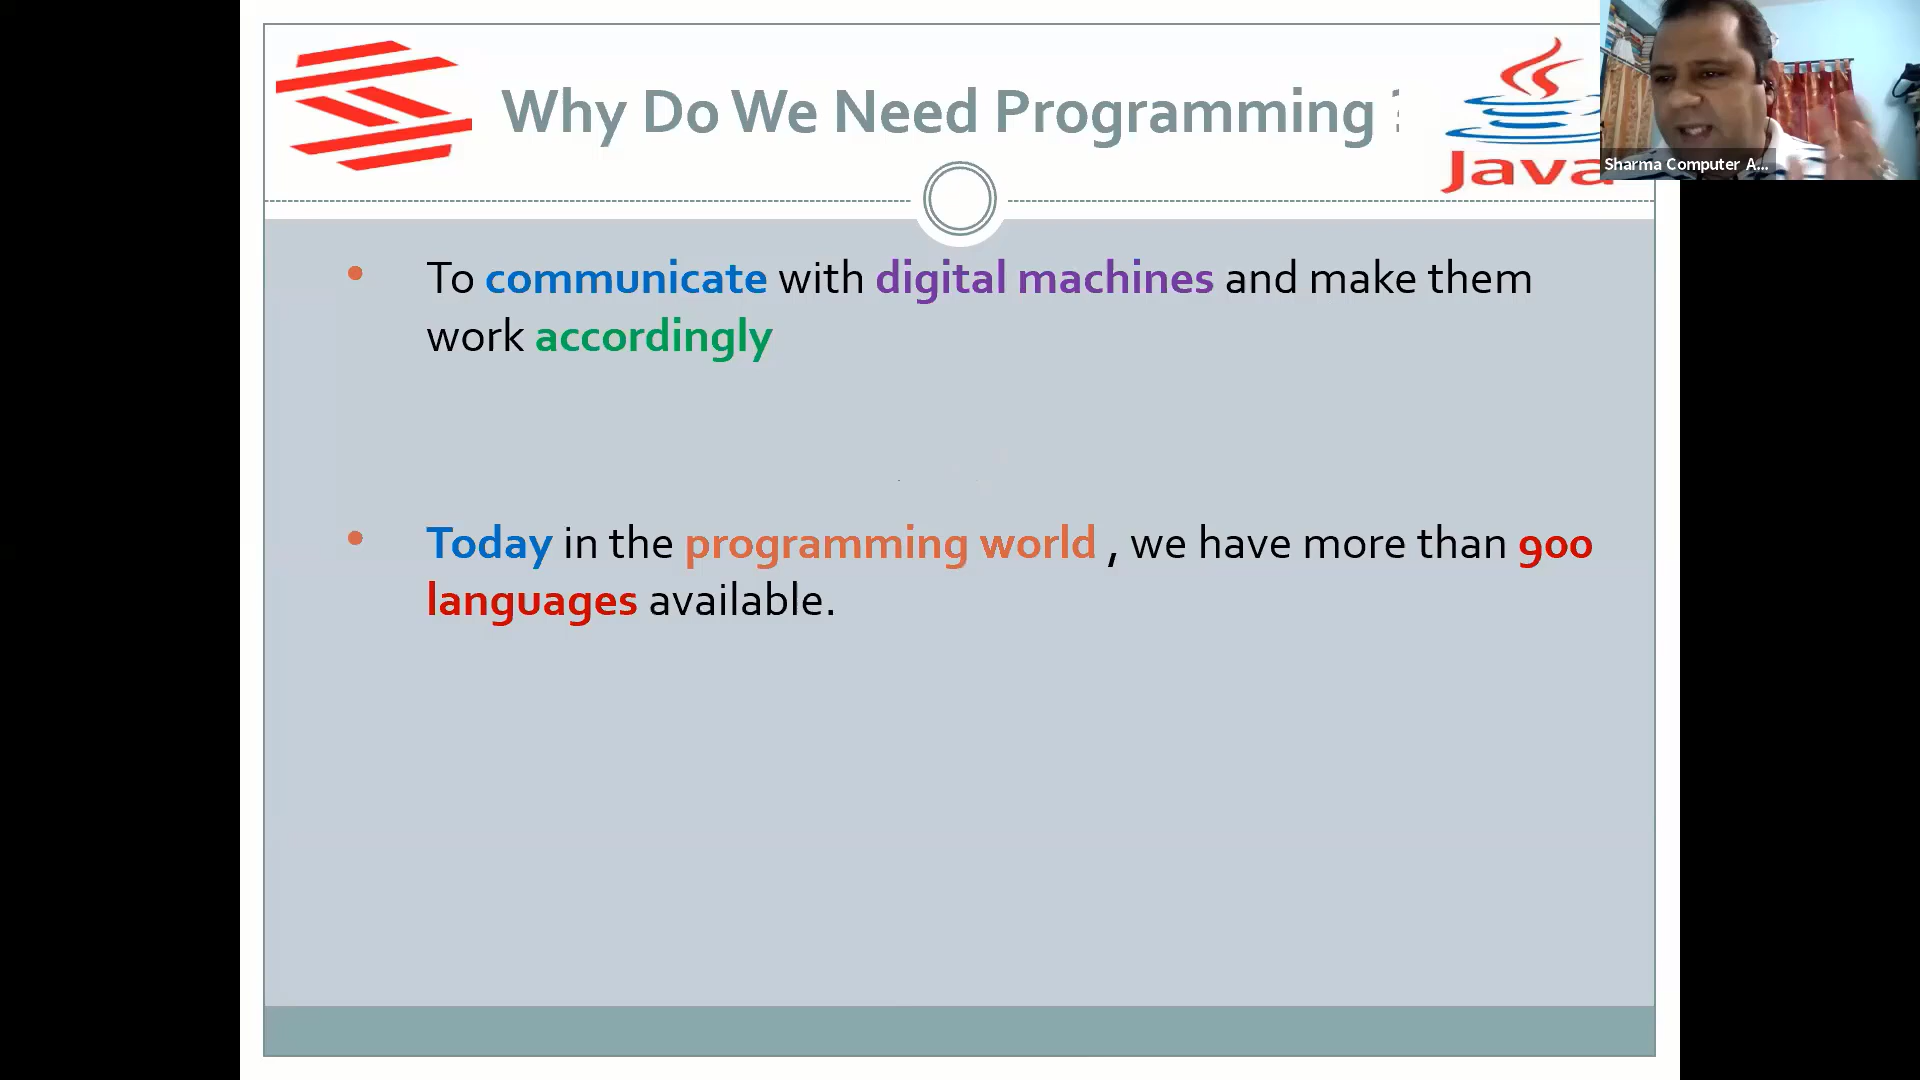 Why Do We Need Programming ?
Java
Sharma Computer A...
To communicate with digital machines and make them
work accordingly
Today in the programming world , we have more than 900
languages available.